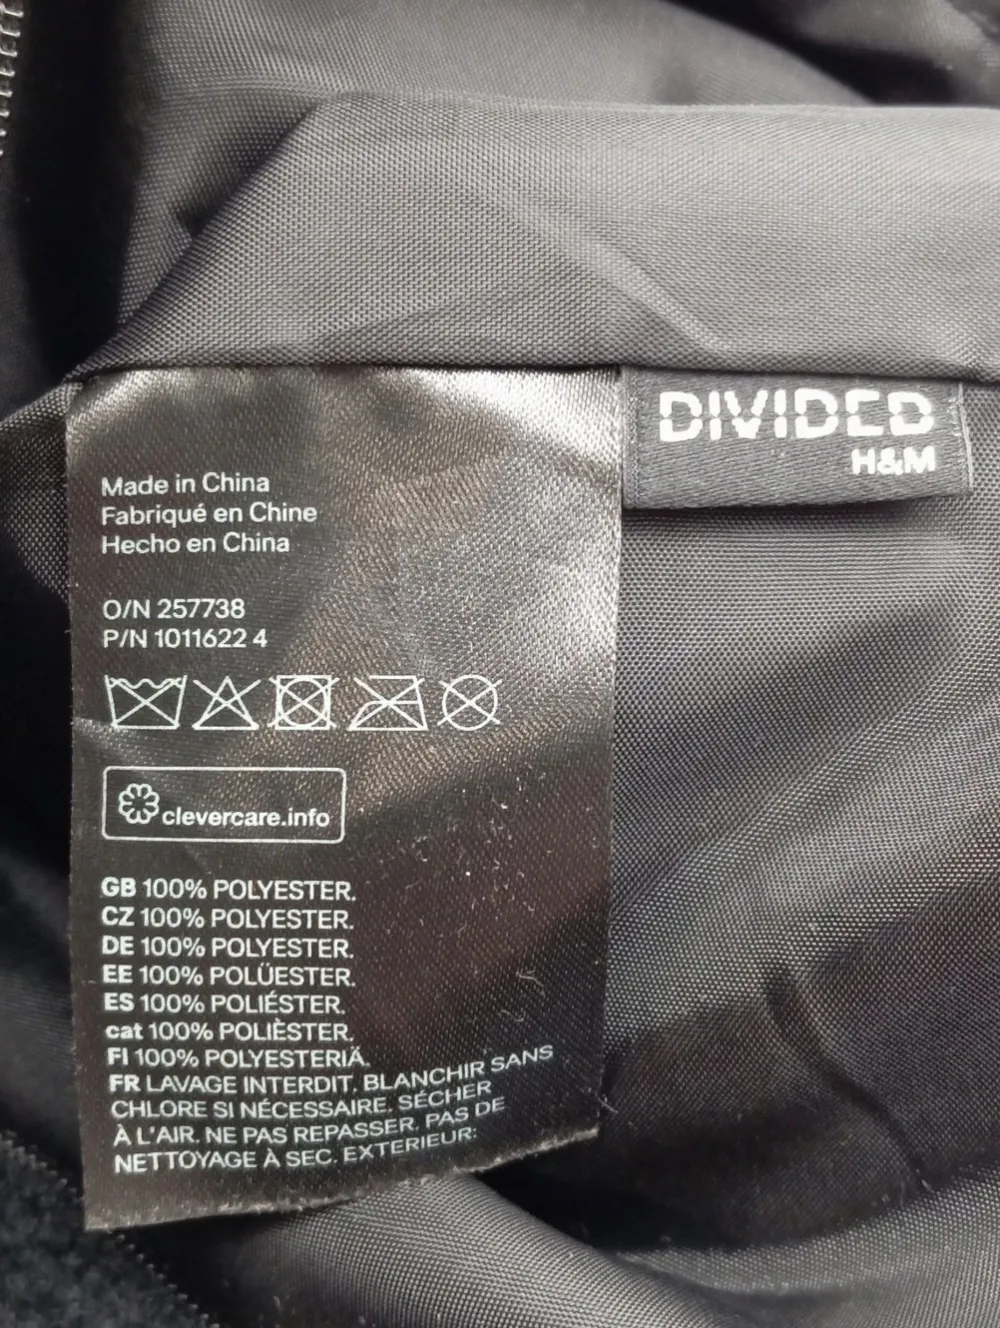 DIVIDED
H&M
Made in China
Fabriqué en Chine
Hecho en China
O/N 257738
P/N 1011622 4
clevercare.info
GB 100% POLYESTER.
CZ 100% POLYESTER.
DE 100% POLYESTER.
EE 100% POLÜESTER.
ES 100% POLIÉSTER.
cat 100% POLIÈSTER.
FI 100% POLYESTERIÄ.
FR LAVAGE INTERDIT. BLANCHIR SANS
CHLORE SI NÉCESSAIRE. SÉCHER
À L'AIR. NE PAS REPASSER. PAS DE
NETTOYAGE À SEC. EXTERIEUR: